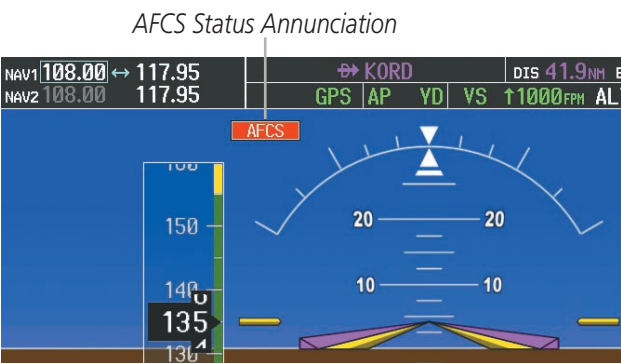 AFCS Status Annunciation
NAV1 108.00 ↔ 117.95 KORD DIS 41.9NM
NAV2 108.00 117.95 GPS AP YD VS ↑1000FPM
AFCS
150
20 20
140
10 10
135
130